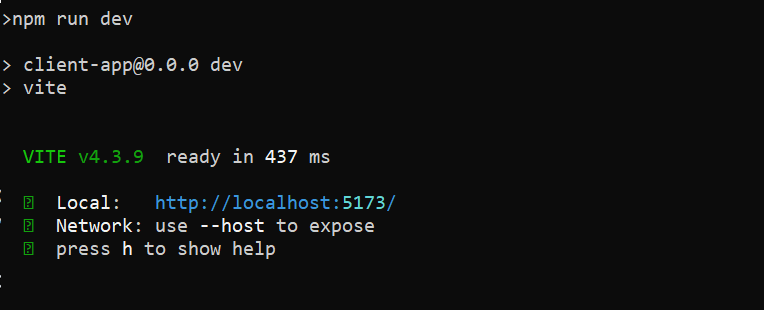 >npm run dev
> client-app@0.0.0 dev
> vite
VITE v4.3.9 ready in 437 ms
Local: http://localhost:5173/
Network: use --host to expose
press h to show help